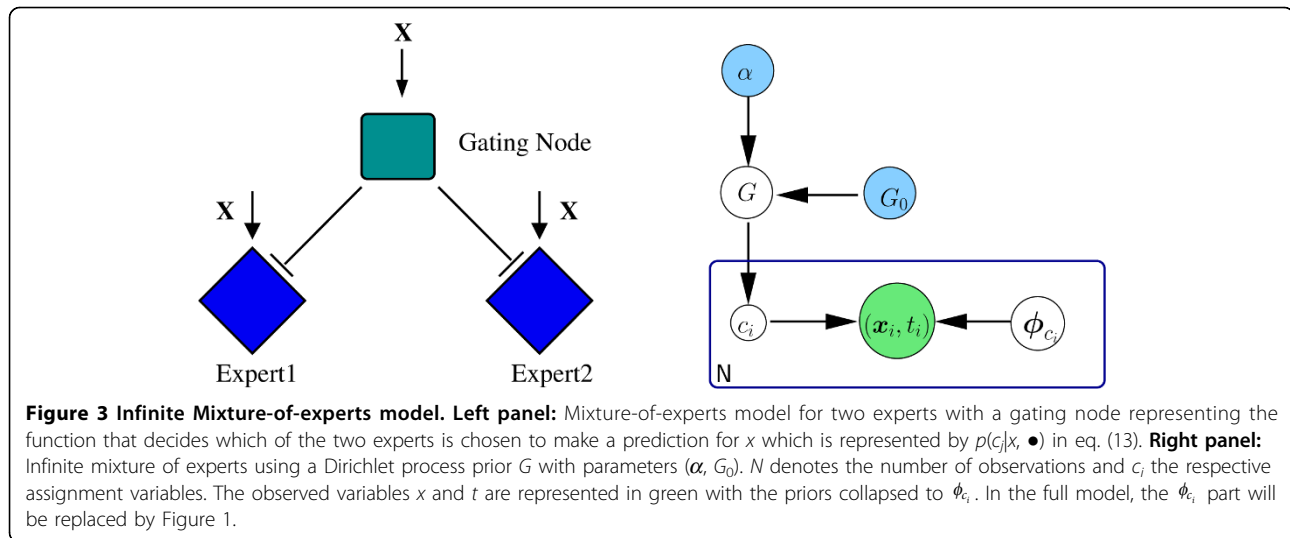 X
α
Gating Node
G
G₀
X
X
cᵢ
(xᵢ, tᵢ)
ϕ_cᵢ
N
Expert1
Expert2
Figure 3 Infinite Mixture-of-experts model. Left panel: Mixture-of-experts model for two experts with a gating node representing the
function that decides which of the two experts is chosen to make a prediction for x which is represented by p(cⱼ|x, ●) in eq. (13). Right panel:
Infinite mixture of experts using a Dirichlet process prior G with parameters (α, G₀). N denotes the number of observations and cᵢ the respective
assignment variables. The observed variables x and t are represented in green with the priors collapsed to ϕ_cᵢ. In the full model, the ϕ_cᵢ part will
be replaced by Figure 1.